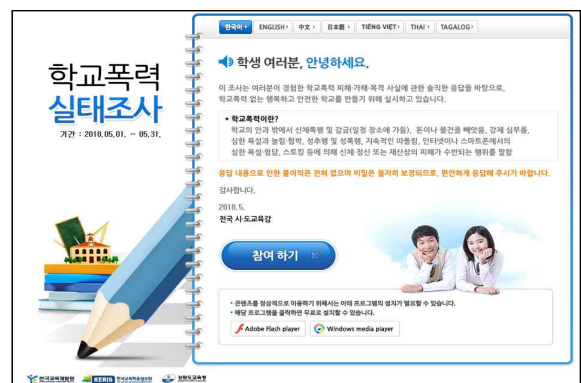 한국어 ENGLISH 中文 日本語 TIẾNG VIỆT THAI TAGALOG
학교폭력
실태조사
기간 : 2018.05.01. ~ 05.31.
학생 여러분, 안녕하세요.
이 조사는 여러분이 경험한 학교폭력 피해·가해·목격 사실에 관한 솔직한 응답을 바탕으로,
학교폭력 없는 행복하고 안전한 학교를 만들기 위해 실시하고 있습니다.
• 학교폭력이란?
학교의 안과 밖에서 신체폭행 및 감금(일정 장소에 가둠), 돈이나 물건을 빼앗음, 강제 심부름,
심한 욕설과 놀림·협박, 성추행 및 성폭행, 지속적인 따돌림, 인터넷이나 스마트폰에서의
심한 욕설·험담, 스토킹 등에 의해 신체·정신 또는 재산상의 피해가 수반되는 행위를 말함
응답 내용으로 인한 불이익은 전혀 없으며 비밀은 철저히 보장되므로, 편안하게 응답해 주시기 바랍니다.
감사합니다.
2018.5.
전국 시·도교육감
참여 하기
• 콘텐츠를 정상적으로 이용하기 위해서는 아래 프로그램의 설치가 필요할 수 있습니다.
• 해당 프로그램을 클릭하면 무료로 설치할 수 있습니다.
Adobe Flash player Windows media player
한국교육개발원 KERIS 한국교육학술정보원 강원도교육청